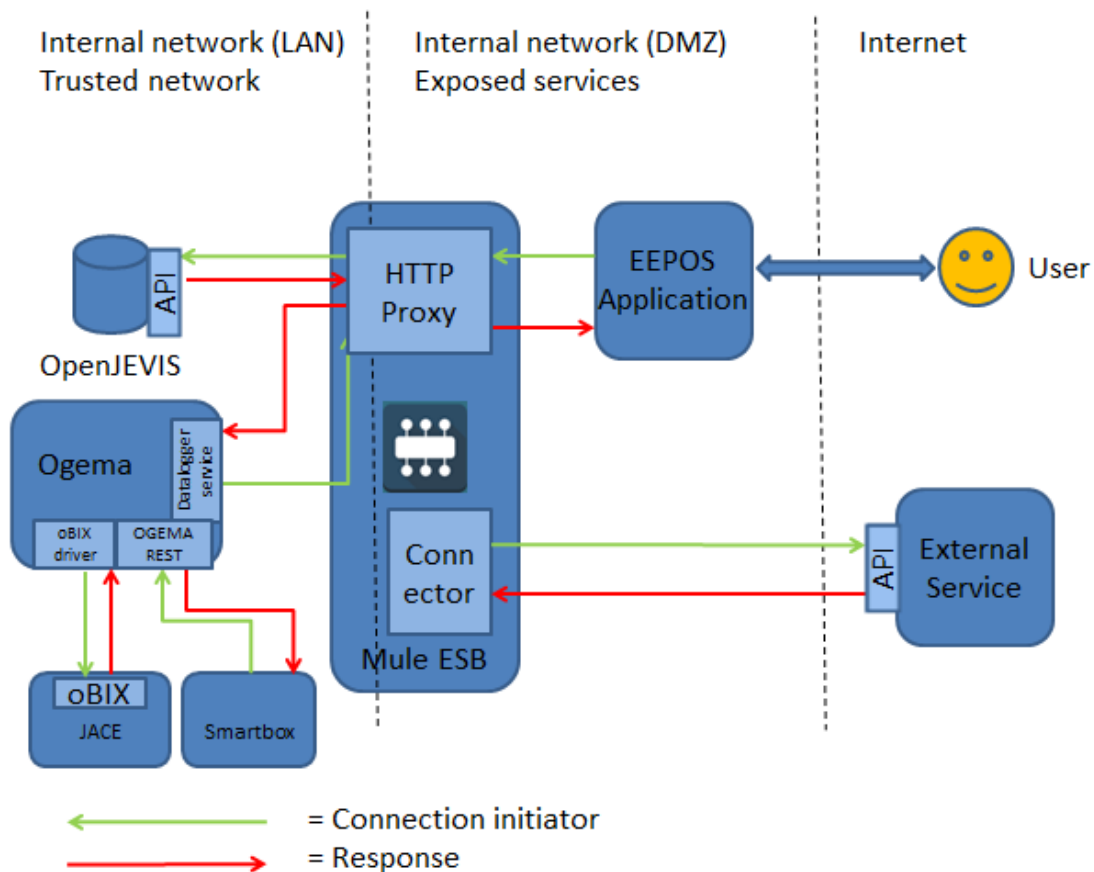 Internal network (LAN)
Trusted network
Internal network (DMZ)
Exposed services
Internet
API
OpenJEVIS
HTTP
Proxy
EEPOS
Application
User
Ogema
Datalogger
service
oBIX
driver
OGEMA
REST
Conn
ector
Mule ESB
API
External
Service
oBIX
JACE
Smartbox
= Connection initiator
= Response